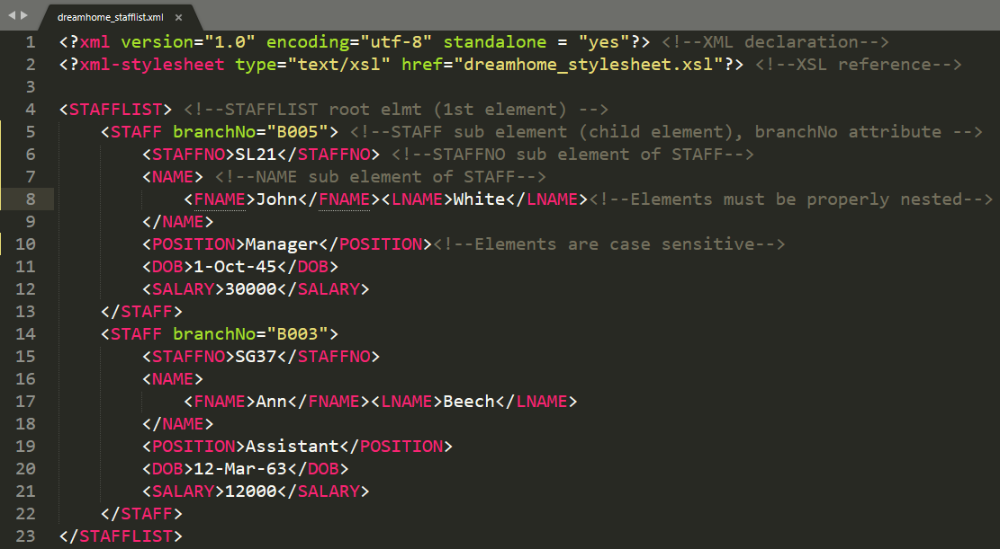 dreamhome_stafflist.xml ×
1 <?xml version="1.0" encoding="utf-8" standalone = "yes"?> <!--XML declaration-->
2 <?xml-stylesheet type="text/xsl" href="dreamhome_stylesheet.xsl"?> <!--XSL reference-->
3
4 <STAFFLIST> <!--STAFFLIST root elmt (1st element) -->
5 <STAFF branchNo="B005"> <!--STAFF sub element (child element), branchNo attribute -->
6 <STAFFNO>SL21</STAFFNO> <!--STAFFNO sub element of STAFF-->
7 <NAME> <!--NAME sub element of STAFF-->
8 <FNAME>John</FNAME><LNAME>White</LNAME><!--Elements must be properly nested-->
9 </NAME>
10 <POSITION>Manager</POSITION><!--Elements are case sensitive-->
11 <DOB>1-Oct-45</DOB>
12 <SALARY>30000</SALARY>
13 </STAFF>
14 <STAFF branchNo="B003">
15 <STAFFNO>SG37</STAFFNO>
16 <NAME>
17 <FNAME>Ann</FNAME><LNAME>Beech</LNAME>
18 </NAME>
19 <POSITION>Assistant</POSITION>
20 <DOB>12-Mar-63</DOB>
21 <SALARY>12000</SALARY>
22 </STAFF>
23 </STAFFLIST>